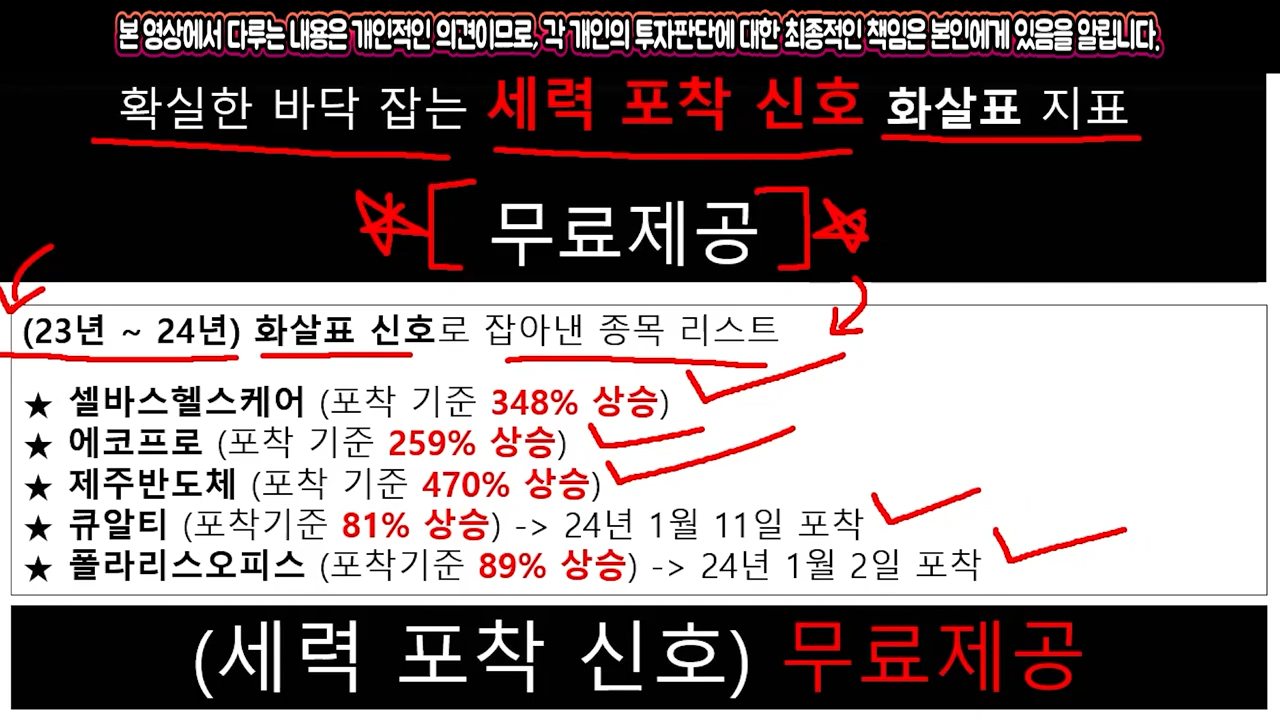 본 영상에서 다루는 내용은 개인적인 의견이므로, 각 개인의 투자판단에 대한 최종적인 책임은 본인에게 있음을 알립니다.
확실한 바닥 잡는 세력 포착 신호 화살표 지표
[ 무료제공 ]
(23년 ~ 24년) 화살표 신호로 잡아낸 종목 리스트
★ 셀바스헬스케어 (포착 기준 348% 상승)
★ 에코프로 (포착 기준 259% 상승)
★ 제주반도체 (포착 기준 470% 상승)
★ 큐알티 (포착기준 81% 상승) -> 24년 1월 11일 포착
★ 폴라리스오피스 (포착기준 89% 상승) -> 24년 1월 2일 포착
(세력 포착 신호) 무료제공